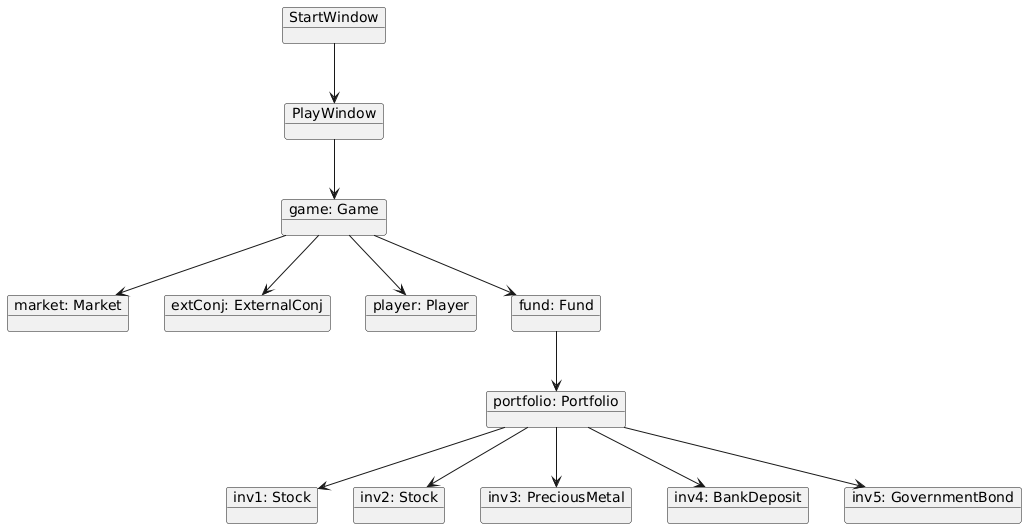 StartWindow
PlayWindow
game: Game
market: Market
extConj: ExternalConj
player: Player
fund: Fund
portfolio: Portfolio
inv1: Stock
inv2: Stock
inv3: PreciousMetal
inv4: BankDeposit
inv5: GovernmentBond